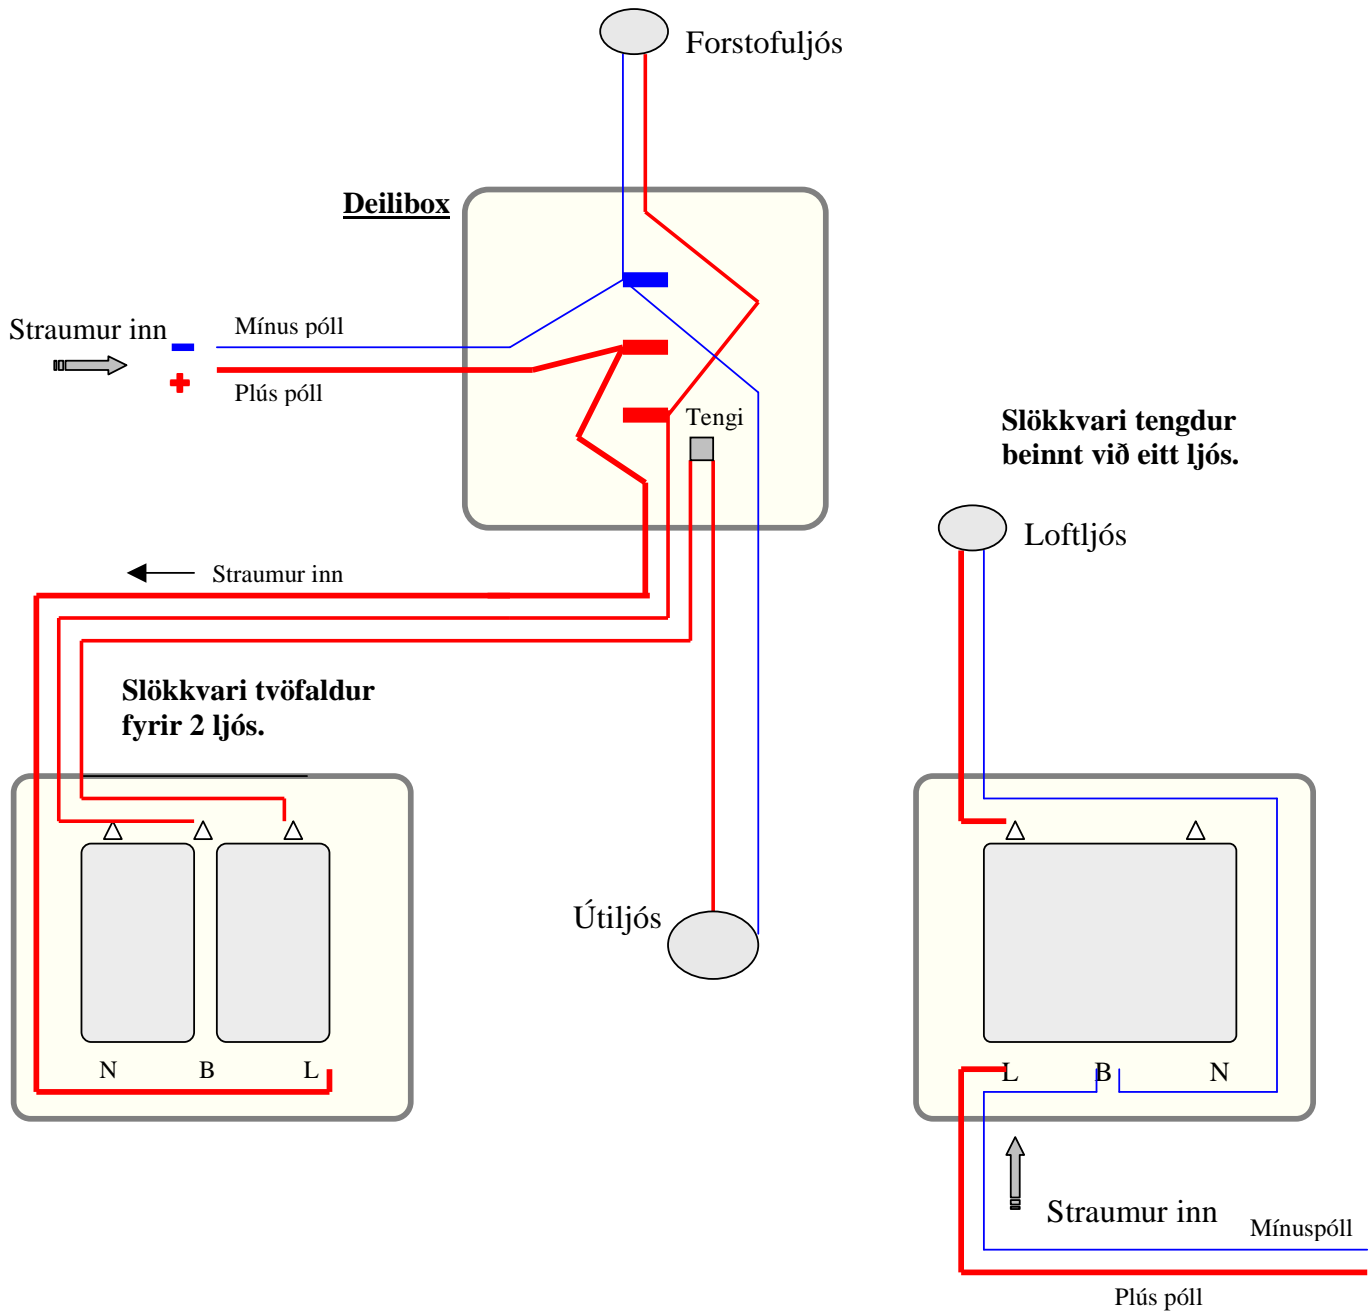 Forstofuljós
Deilibox
Straumur inn
Mínus póll
Plús póll
Tengi
Slökkvari tengdur
beinnt við eitt ljós.
Loftljós
Straumur inn
Slökkvari tvöfaldur
fyrir 2 ljós.
Útiljós
N B L
L B N
Straumur inn
Mínuspóll
Plús póll